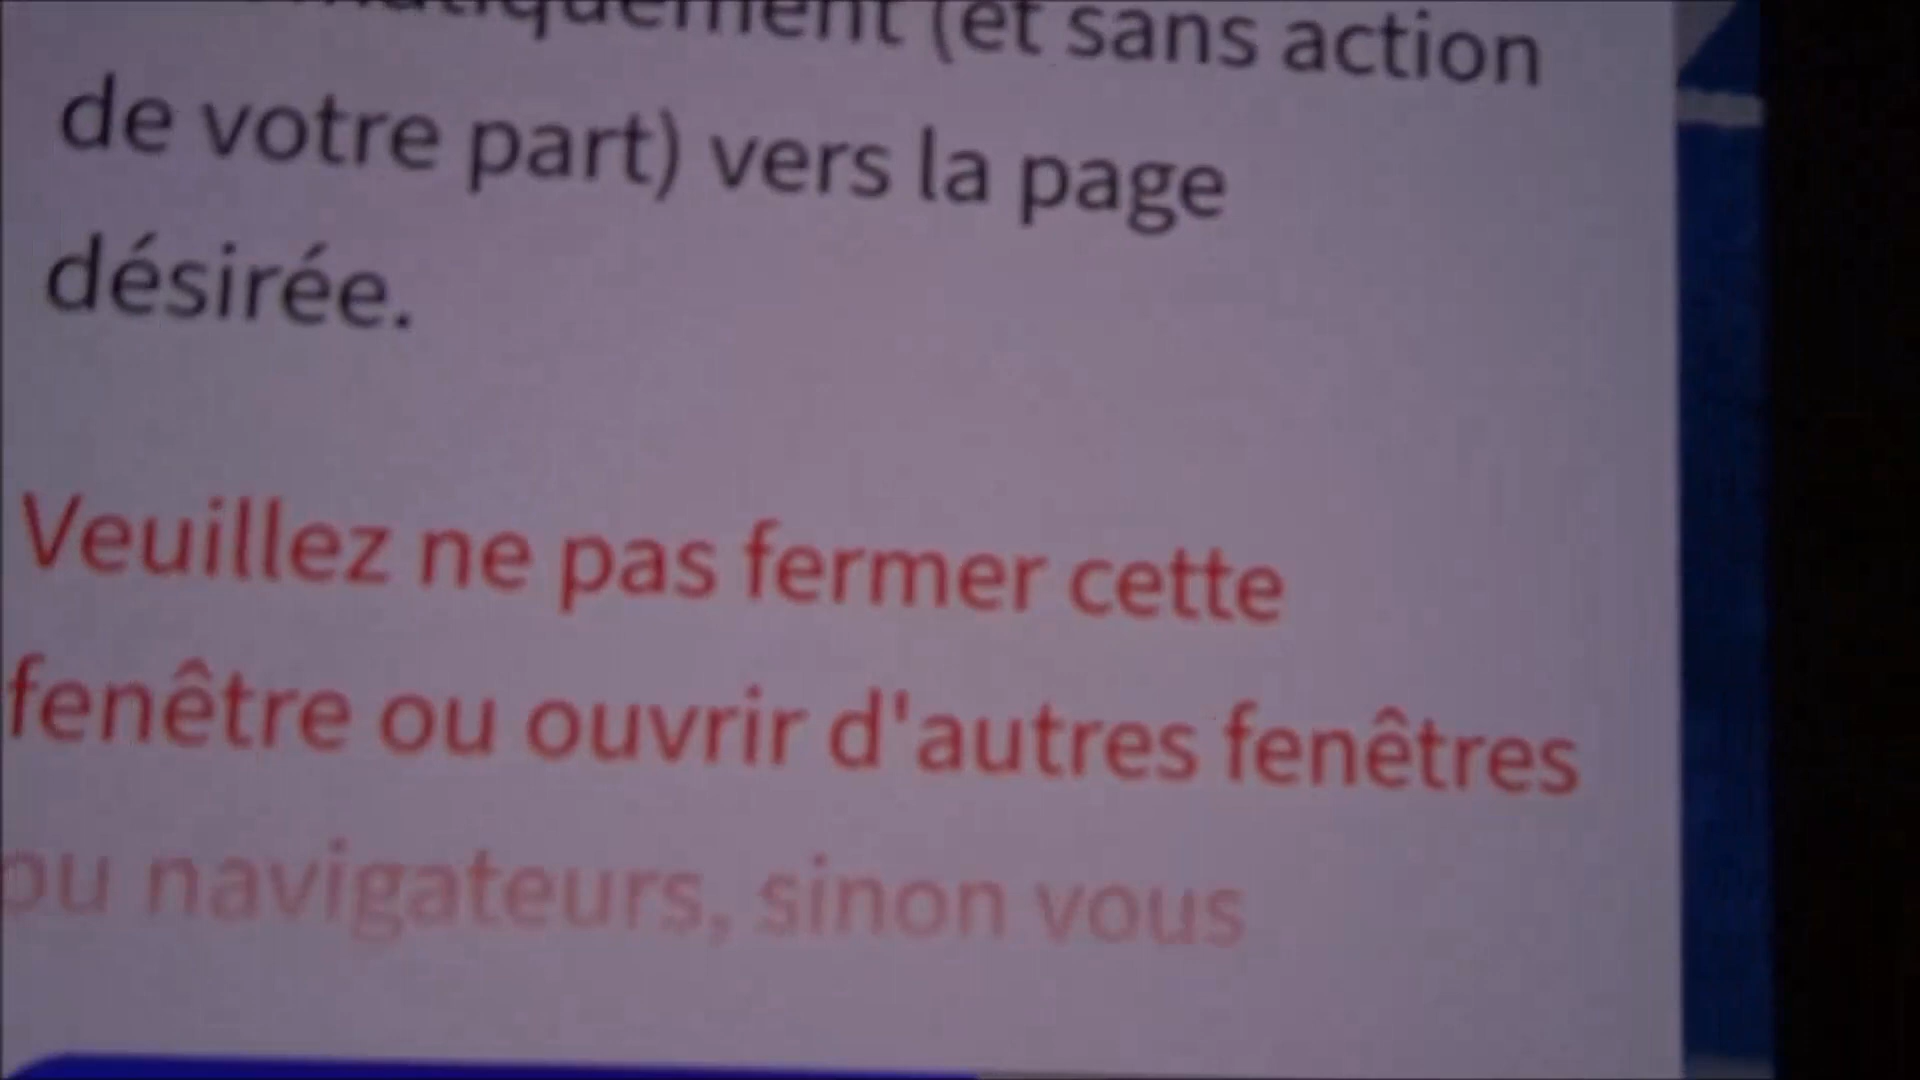 (et sans action
de votre part) vers la page
désirée.
Veuillez ne pas fermer cette
fenêtre ou ouvrir d'autres fenêtres
ou navigateurs, sinon vous